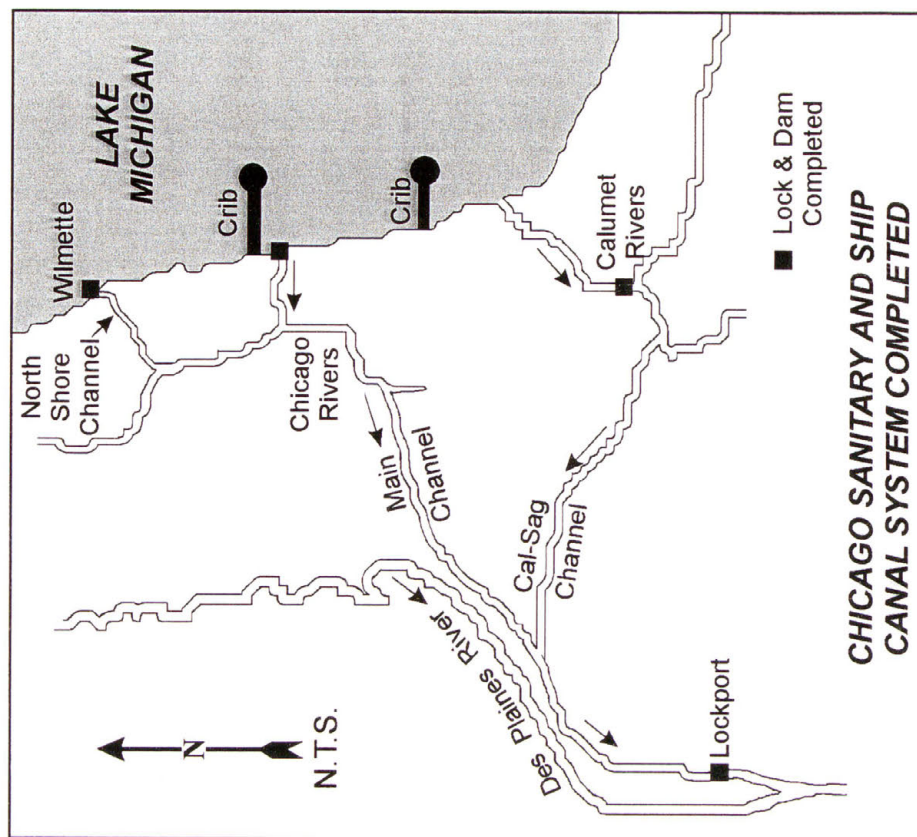 LAKE
MICHIGAN
Wilmette
North
Shore
Channel
Crib
Crib
Chicago
Rivers
Calumet
Rivers
Main
Channel
Cal-Sag
Channel
Des Plaines River
N
N.T.S.
Lockport
Lock & Dam
Completed
CHICAGO SANITARY AND SHIP
CANAL SYSTEM COMPLETED